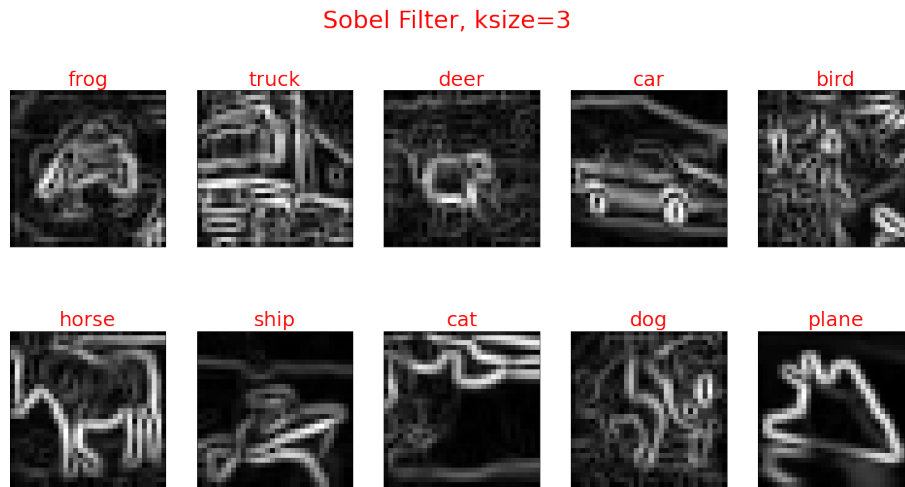 Sobel Filter, ksize=3
frog truck deer car bird
horse ship cat dog plane